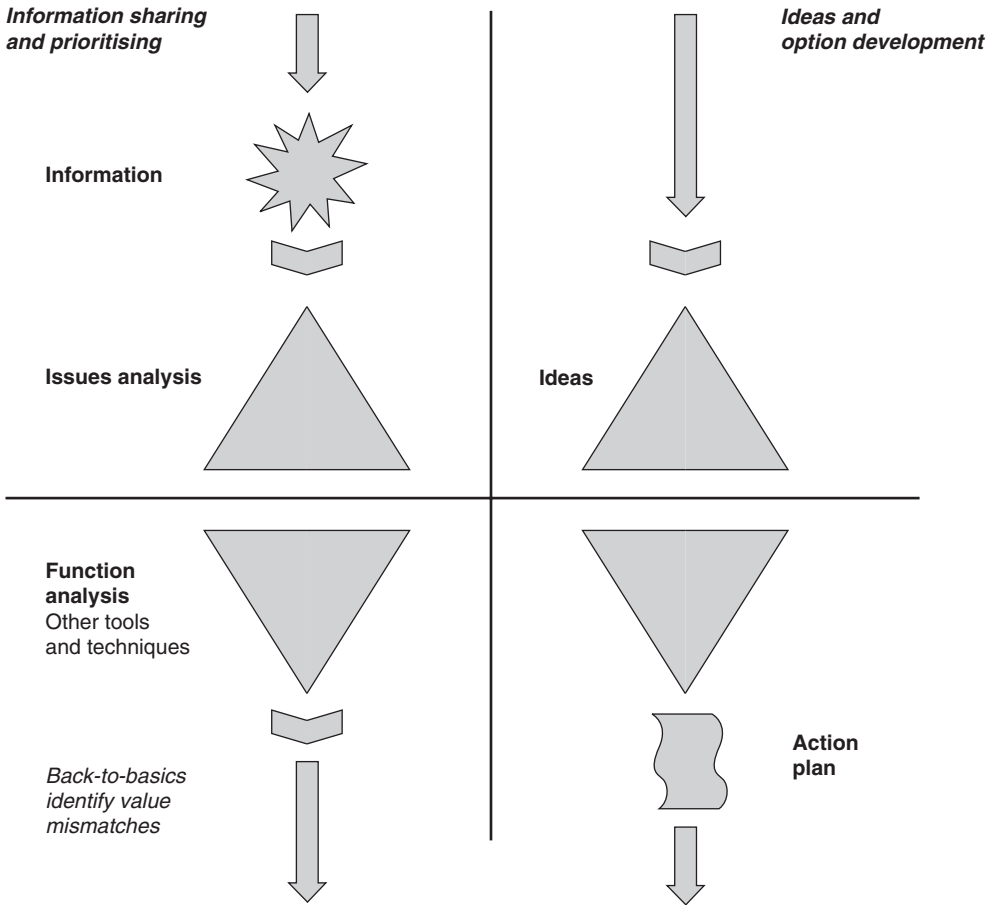 Information sharing
and prioritising
Ideas and
option development
Information
Issues analysis
Ideas
Function
analysis
Other tools
and techniques
Back-to-basics
identify value
mismatches
Action
plan